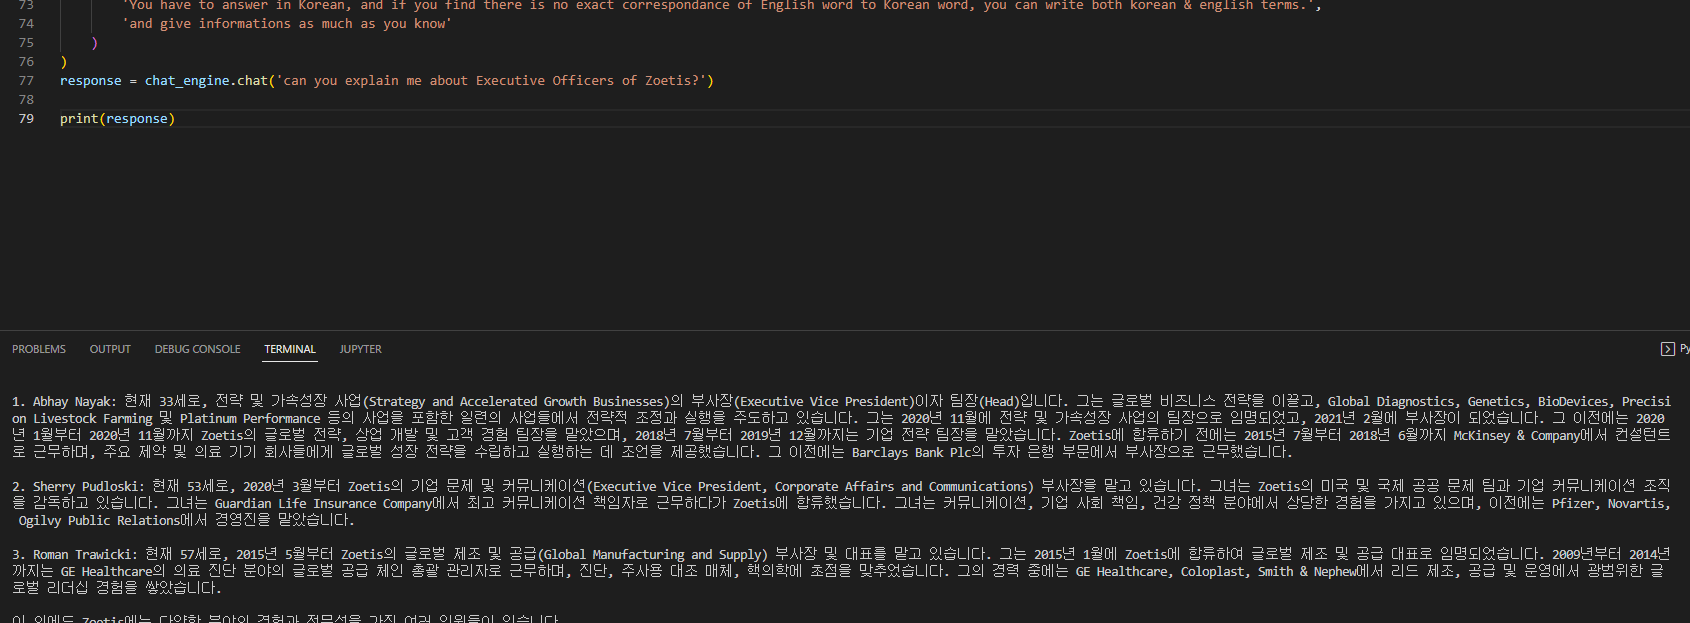 73 'You have to answer in Korean, and if you find there is no exact correspondance of English word to Korean word, you can write both korean & english terms.',
74 'and give informations as much as you know'
75 )
76 )
77 response = chat_engine.chat('can you explain me about Executive Officers of Zoetis?')
78
79 print(response)
PROBLEMS OUTPUT DEBUG CONSOLE TERMINAL JUPYTER Py
1. Abhay Nayak: 현재 33세로, 전략 및 가속성장 사업(Strategy and Accelerated Growth Businesses)의 부사장(Executive Vice President)이자 팀장(Head)입니다. 그는 글로벌 비즈니스 전략을 이끌고, Global Diagnostics, Genetics, BioDevices, Precisi
on Livestock Farming 및 Platinum Performance 등의 사업을 포함한 일련의 사업들에서 전략적 조정과 실행을 주도하고 있습니다. 그는 2020년 11월에 전략 및 가속성장 사업의 팀장으로 임명되었고, 2021년 2월에 부사장이 되었습니다. 그 이전에는 2020
년 1월부터 2020년 11월까지 Zoetis의 글로벌 전략, 상업 개발 및 고객 경험 팀장을 맡았으며, 2018년 7월부터 2019년 12월까지는 기업 전략 팀장을 맡았습니다. Zoetis에 합류하기 전에는 2015년 7월부터 2018년 6월까지 McKinsey & Company에서 컨설턴트
로 근무하며, 주요 제약 및 의료 기기 회사들에게 글로벌 성장 전략을 수립하고 실행하는 데 조언을 제공했습니다. 그 이전에는 Barclays Bank Plc의 투자 은행 부문에서 부사장으로 근무했습니다.
2. Sherry Pudloski: 현재 53세로, 2020년 3월부터 Zoetis의 기업 문제 및 커뮤니케이션(Executive Vice President, Corporate Affairs and Communications) 부사장을 맡고 있습니다. 그녀는 Zoetis의 미국 및 국제 공공 문제 팀과 기업 커뮤니케이션 조직
을 감독하고 있습니다. 그녀는 Guardian Life Insurance Company에서 최고 커뮤니케이션 책임자로 근무하다가 Zoetis에 합류했습니다. 그녀는 커뮤니케이션, 기업 사회 책임, 건강 정책 분야에서 상당한 경험을 가지고 있으며, 이전에는 Pfizer, Novartis,
Ogilvy Public Relations에서 경영진을 맡았습니다.
3. Roman Trawicki: 현재 57세로, 2015년 5월부터 Zoetis의 글로벌 제조 및 공급(Global Manufacturing and Supply) 부사장 및 대표를 맡고 있습니다. 그는 2015년 1월에 Zoetis에 합류하여 글로벌 제조 및 공급 대표로 임명되었습니다. 2009년부터 2014년
까지는 GE Healthcare의 의료 진단 분야의 글로벌 공급 체인 총괄 관리자로 근무하며, 진단, 주사용 대조 매체, 핵의학에 초점을 맞추었습니다. 그의 경력 중에는 GE Healthcare, Coloplast, Smith & Nephew에서 리드 제조, 공급 및 운영에서 광범위한 글
로벌 리더십 경험을 쌓았습니다.
이 외에도 Zoetis에는 다양한 분야의 경험과 전문성을 가진 여러 임원들이 있습니다.